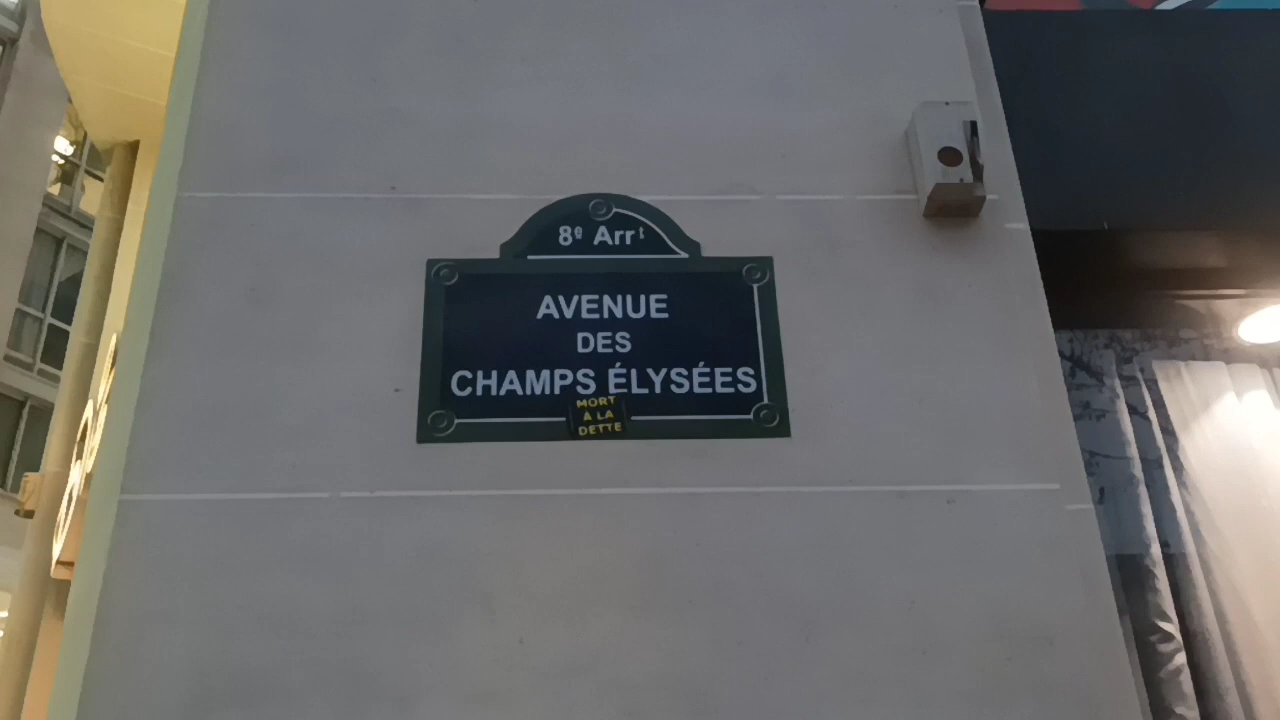 8e Arrt
AVENUE
DES
CHAMPS ÉLYSÉES
MORT
À LA
DETTE